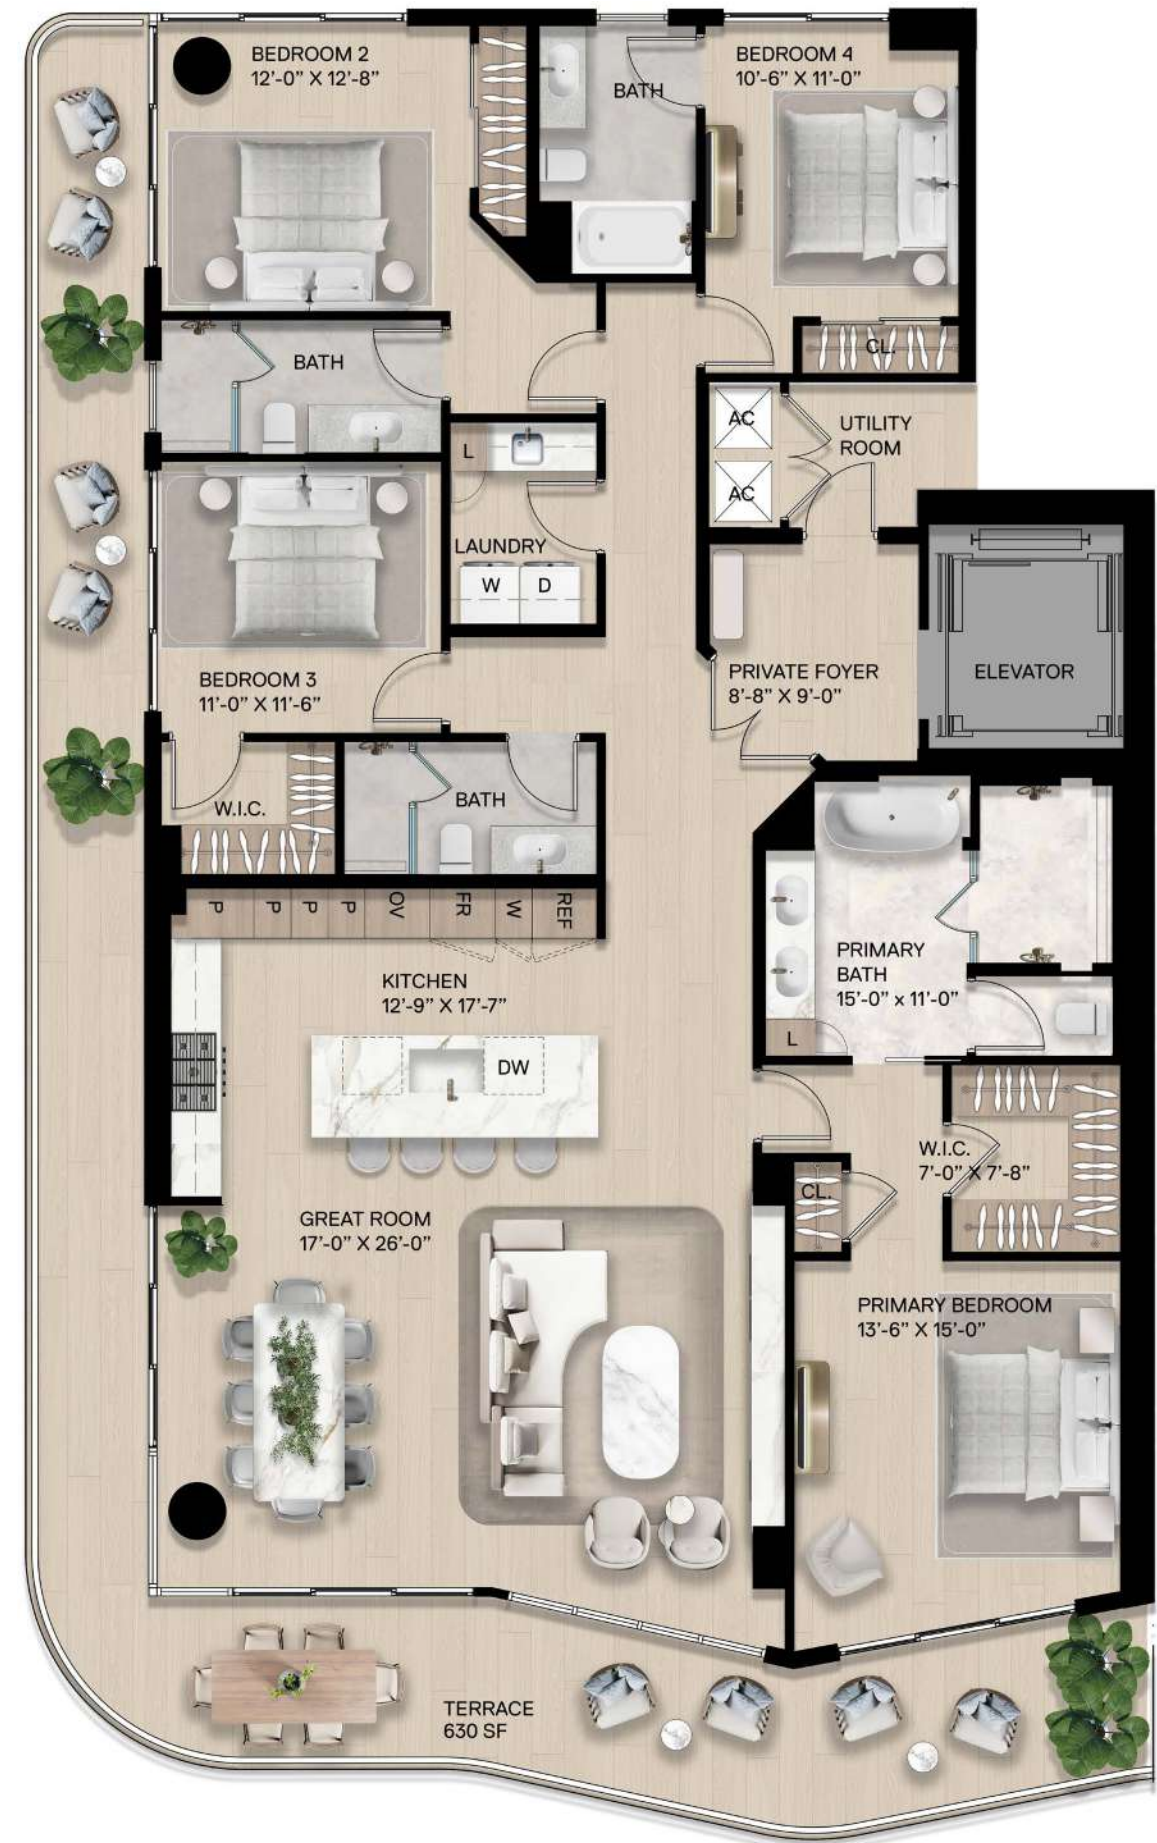 BEDROOM 2
12'-0" X 12'-8"
BATH
BEDROOM 4
10'-6" X 11'-0"
BATH
CL.
AC
AC
UTILITY
ROOM
L
LAUNDRY
W
D
BEDROOM 3
11'-0" X 11'-6"
PRIVATE FOYER
8'-8" X 9'-0"
ELEVATOR
W.I.C.
BATH
P
P
P
P
OV
FR
W
REF
KITCHEN
12'-9" X 17'-7"
DW
PRIMARY
BATH
15'-0" x 11'-0"
L
W.I.C.
7'-0" X 7'-8"
CL.
GREAT ROOM
17'-0" X 26'-0"
PRIMARY BEDROOM
13'-6" X 15'-0"
TERRACE
630 SF